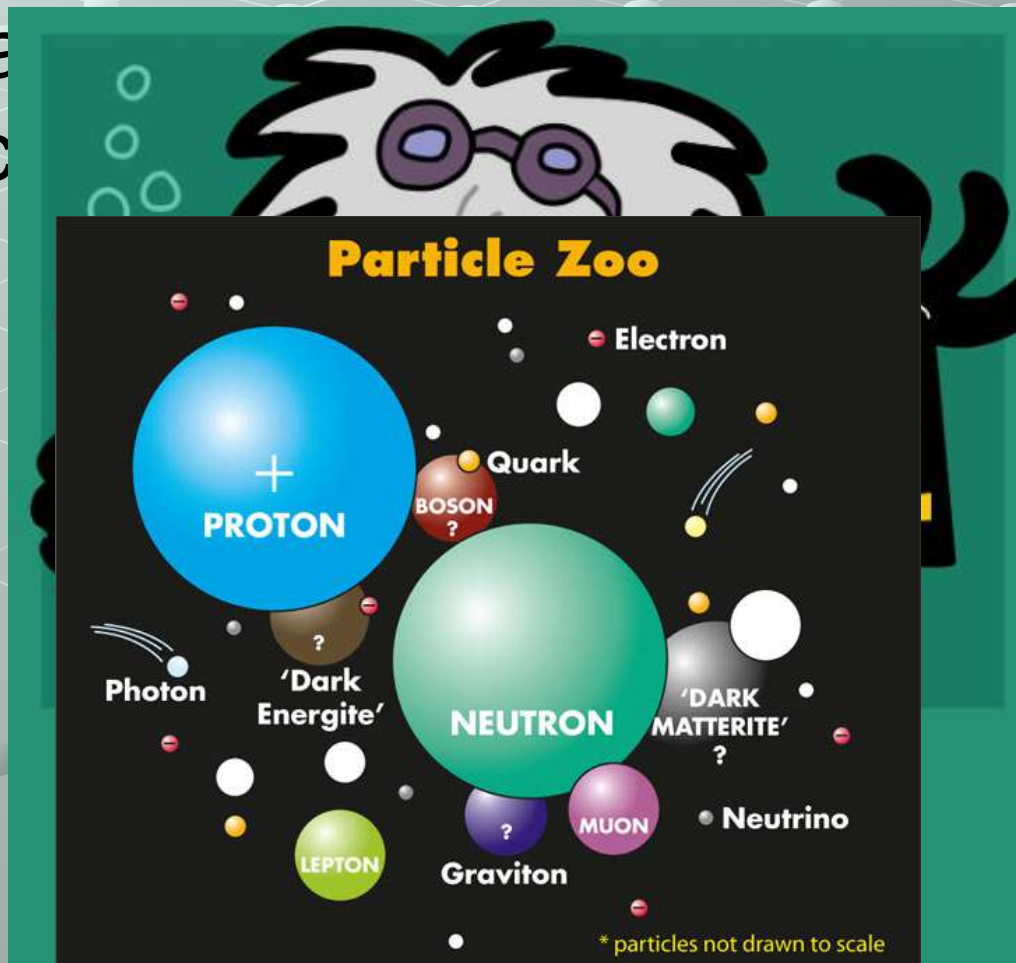 a
c
Particle Zoo
Electron
Quark
BOSON
?
+
PROTON
?
'Dark
Energite'
Photon
NEUTRON
'DARK
MATTERITE'
?
MUON
Neutrino
?
Graviton
LEPTON
* particles not drawn to scale